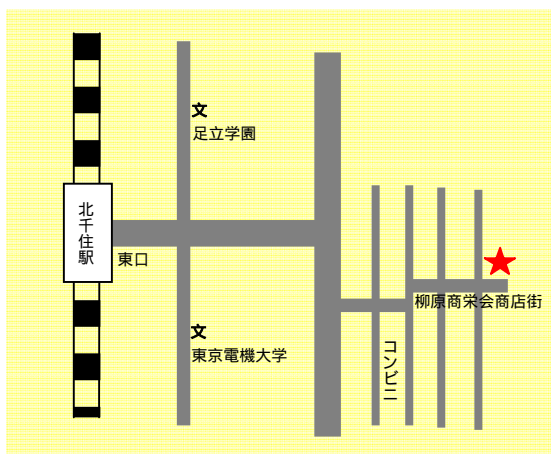 文
足立学園
北千住駅
東口
柳原商栄会商店街
文
東京電機大学
コンビニ